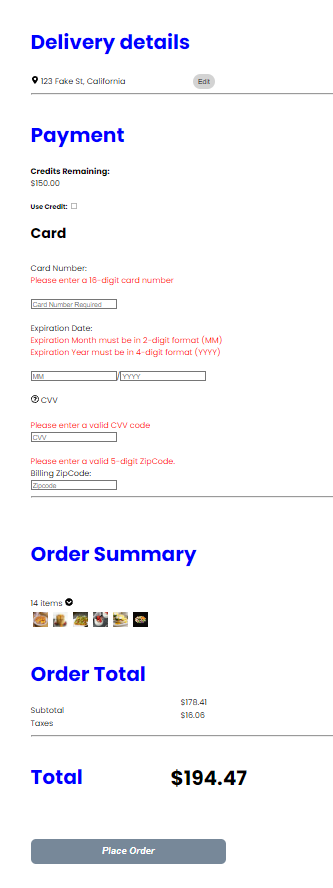 Delivery details
123 Fake St, California Edit
Payment
Credits Remaining:
$150.00
Use Credit:
Card
Card Number:
Please enter a 16-digit card number
Card Number Required
Expiration Date:
Expiration Month must be in 2-digit format (MM)
Expiration Year must be in 4-digit format (YYYY)
MM / YYYY
CVV
Please enter a valid CVV code
CVV
Please enter a valid 5-digit ZipCode.
Billing ZipCode:
Zipcode
Order Summary
14 items
Order Total
Subtotal $178.41
Taxes $16.06
Total $194.47
Place Order